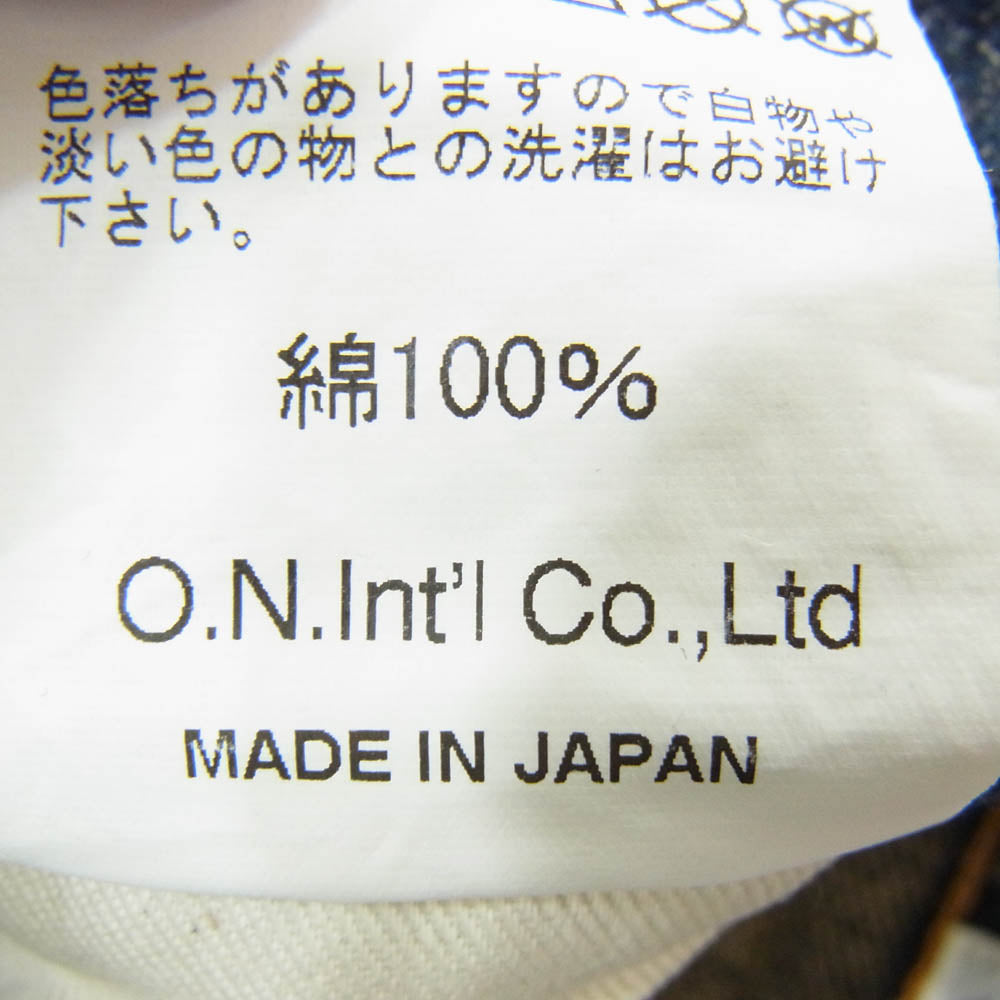 色落ちがありますので白物や
淡い色の物との洗濯はお避け
下さい。
綿100%
O.N.Int'l Co.,Ltd
MADE IN JAPAN